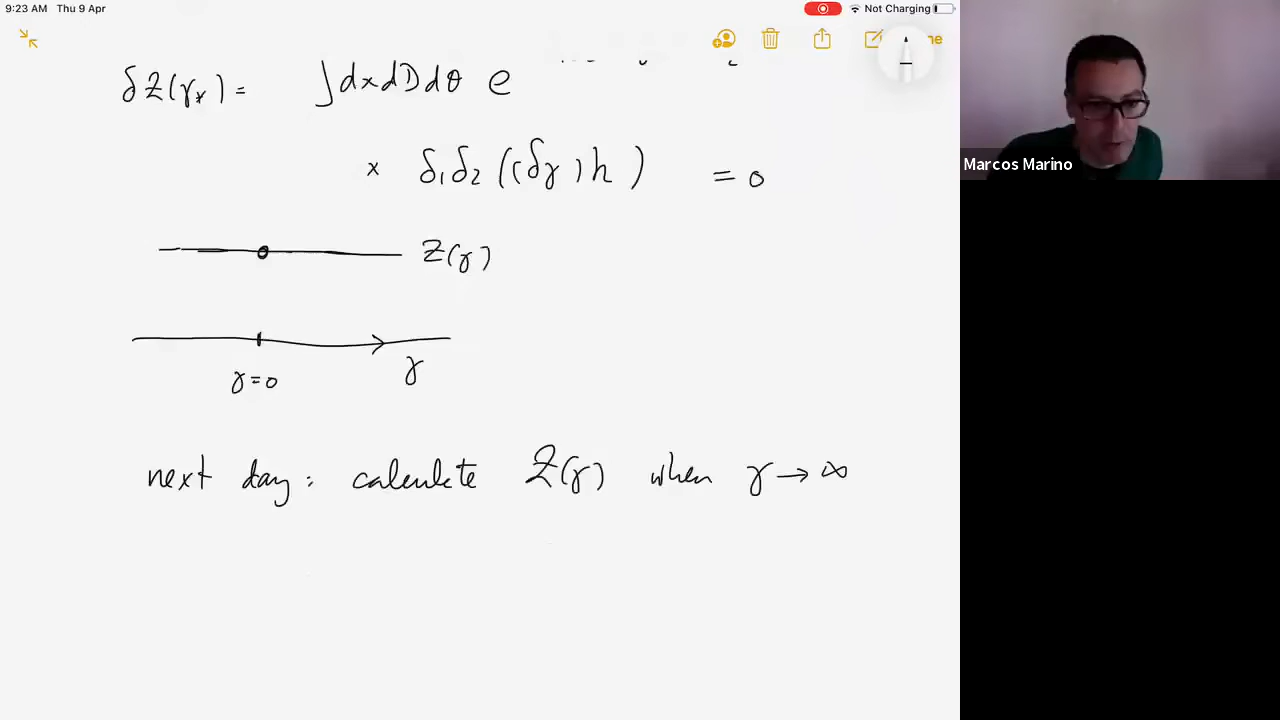 9:23 AM Thu 9 Apr
Not Charging
δZ(γ*) = ∫dxdDdθ e
× δ₁δ₂((δγ)h) = 0
Z(γ)
γ=0
γ
next day: calculate Z(γ) when γ → ∞
Marcos Marino